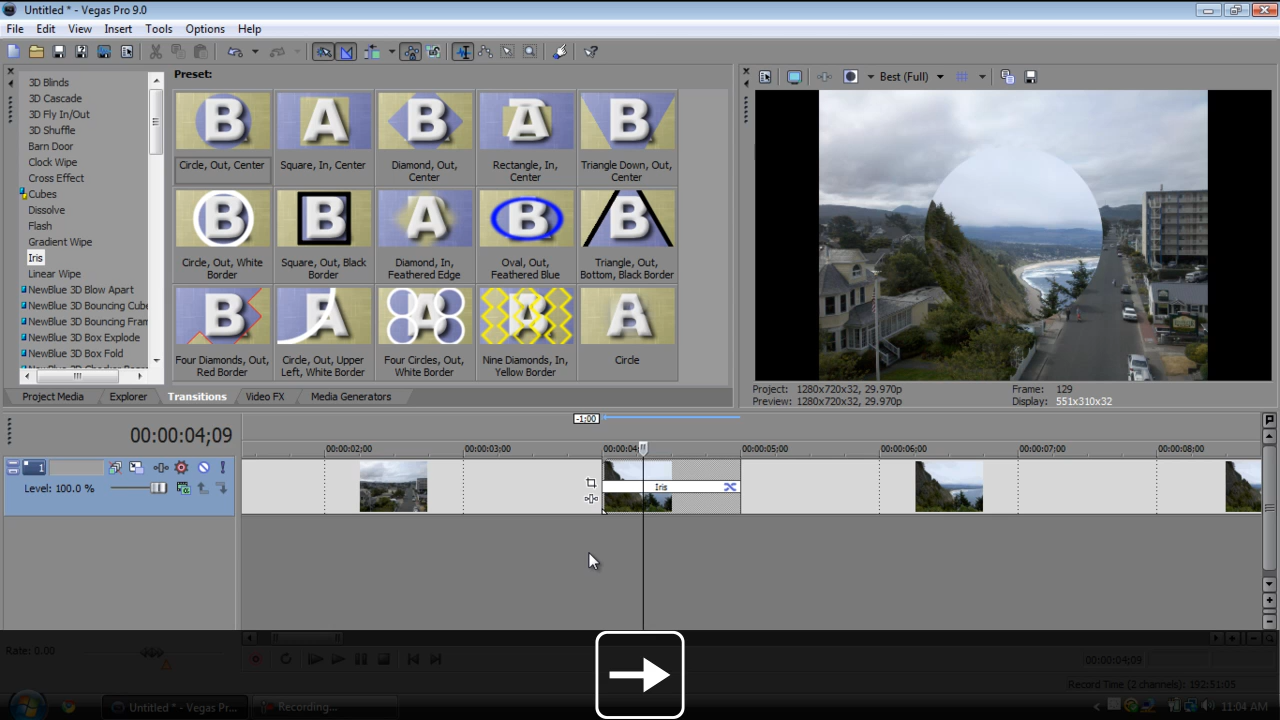 Untitled * - Vegas Pro 9.0
File Edit View Insert Tools Options Help
3D Blinds
3D Cascade
3D Fly In/Out
3D Shuffle
Barn Door
Clock Wipe
Cross Effect
Cubes
Dissolve
Flash
Gradient Wipe
Iris
Linear Wipe
NewBlue 3D Blow Apart
NewBlue 3D Bouncing Cube
NewBlue 3D Bouncing Fram
NewBlue 3D Box Explode
NewBlue 3D Box Fold
Preset:
B A B A B
Circle, Out, Center
Square, In, Center
Diamond, Out, Center
Rectangle, In, Center
Triangle Down, Out, Center
B B A B B
Circle, Out, White Border
Square, Out, Black Border
Diamond, In, Feathered Edge
Oval, Out, Feathered Blue
Triangle, Out, Bottom, Black Border
Four Diamonds, Out, Red Border
Circle, Out, Upper Left, White Border
Four Circles, Out, White Border
Nine Diamonds, In, Yellow Border
Circle
Best (Full)
Project: 1280x720x32, 29.970p
Preview: 1280x720x32, 29.970p
Frame: 129
Display: 551x310x32
Project Media Explorer Transitions Video FX Media Generators
-1:00
00:00:04;09
00:00:02;00 00:00:03;00 00:00:04; 00:00:05;00 00:00:06;00 00:00:07;00 00:00:08;00
1
Level: 100.0 %
Iris
Rate: 0.00
00:00:04;09
Record Time (2 channels): 192:51:05
Untitled * - Vegas Pr...
Recording...
11:04 AM